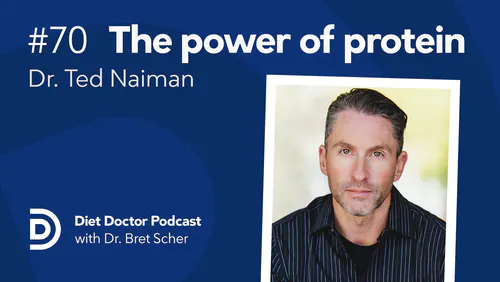 #70 The power of protein
Dr. Ted Naiman
Diet Doctor Podcast
with Dr. Bret Scher